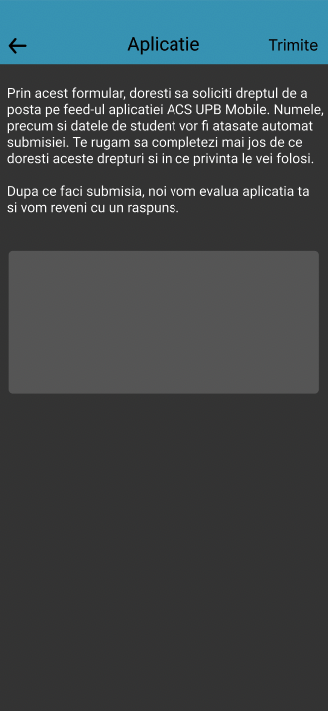 Aplicatie
Trimite
Prin acest formular, doresti sa soliciti dreptul de a
posta pe feed-ul aplicatiei ACS UPB Mobile. Numele,
precum si datele de student vor fi atasate automat
submisiei. Te rugam sa completezi mai jos de ce
doresti aceste drepturi si in ce privinta le vei folosi.
Dupa ce faci submisia, noi vom evalua aplicatia ta
si vom reveni cu un raspuns.